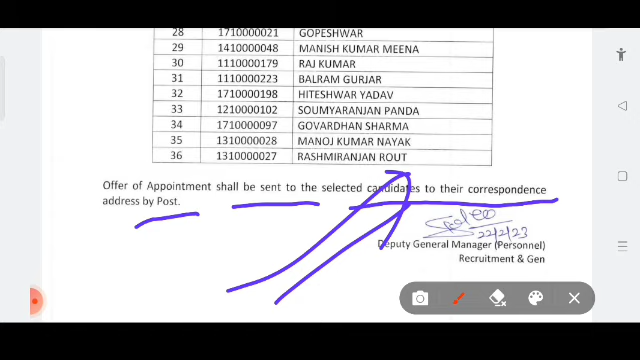 28 1710000021 GOPESHWAR
29 1410000048 MANISH KUMAR MEENA
30 1110000179 RAJ KUMAR
31 1110000223 BALRAM GURJAR
32 1710000198 HITESHWAR YADAV
33 1210000102 SOUMYARANJAN PANDA
34 1710000097 GOVARDHAN SHARMA
35 1310000028 MANOJ KUMAR NAYAK
36 1310000027 RASHMIRANJAN ROUT
Offer of Appointment shall be sent to the selected candidates to their correspondence
address by Post.
22/2/23
Deputy General Manager (Personnel)
Recruitment & Gen